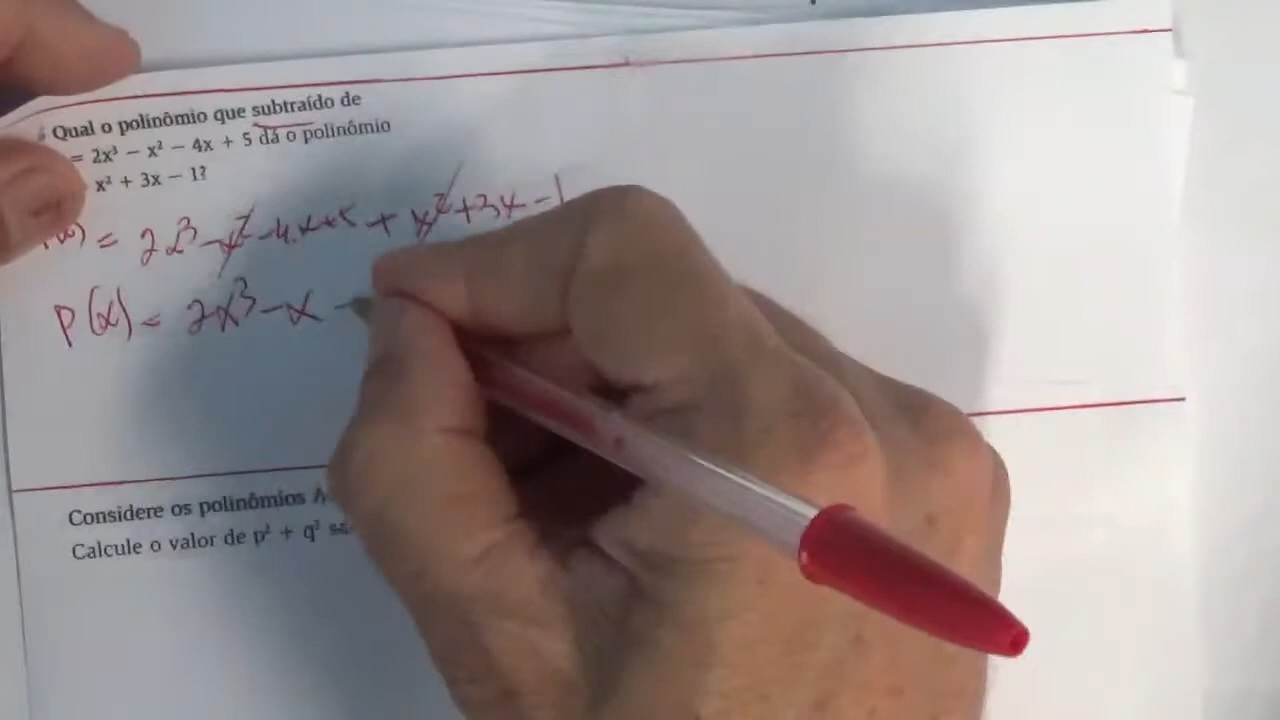 Qual o polinômio que subtraído de
= 2x³ − x² − 4x + 5 dá o polinômio
x² + 3x − 1?
(x) = 2x³ - x² - 4x + 5 + x² + 3x - 1
P(x) = 2x³ - x -
Considere os polinômios
Calcule o valor de p² + q³